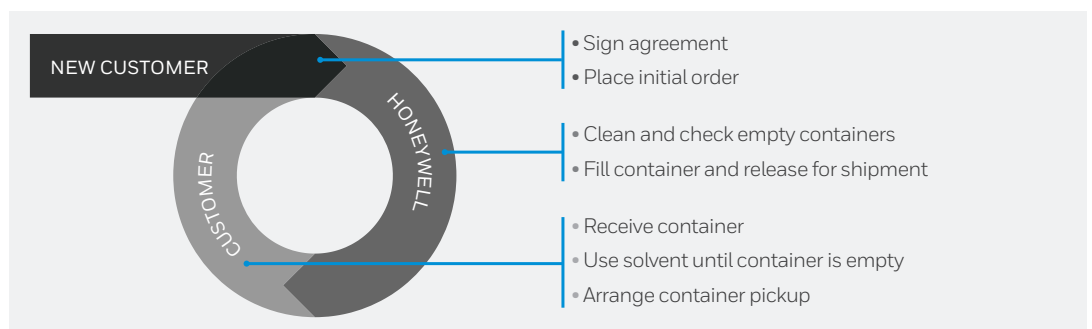 NEW CUSTOMER
• Sign agreement
• Place initial order
HONEYWELL
• Clean and check empty containers
• Fill container and release for shipment
CUSTOMER
• Receive container
• Use solvent until container is empty
• Arrange container pickup